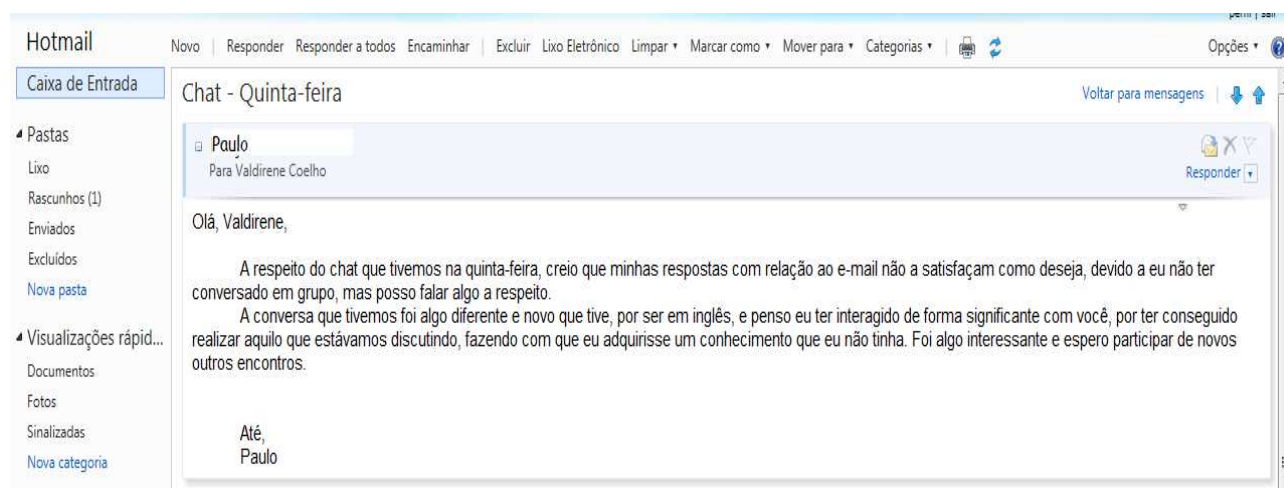 perfil | sair
Hotmail
Novo | Responder Responder a todos Encaminhar | Excluir Lixo Eletrônico Limpar Marcar como Mover para Categorias
Opções
Caixa de Entrada
Chat - Quinta-feira
Voltar para mensagens
Pastas
Paulo
Lixo
Para Valdirene Coelho
Responder
Rascunhos (1)
Enviados
Excluídos
Nova pasta
Visualizações rápid...
Documentos
Fotos
Sinalizadas
Nova categoria
Olá, Valdirene,
A respeito do chat que tivemos na quinta-feira, creio que minhas respostas com relação ao e-mail não a satisfaçam como deseja, devido a eu não ter
conversado em grupo, mas posso falar algo a respeito.
A conversa que tivemos foi algo diferente e novo que tive, por ser em inglês, e penso eu ter interagido de forma significante com você, por ter conseguido
realizar aquilo que estávamos discutindo, fazendo com que eu adquirisse um conhecimento que eu não tinha. Foi algo interessante e espero participar de novos
outros encontros.
Até,
Paulo